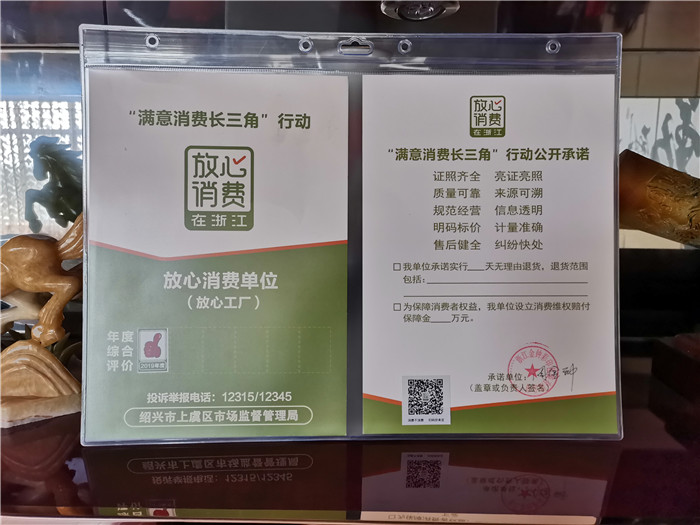 “满意消费长三角”行动
放心
消费
在浙江
放心消费单位
（放心工厂）
年度
综合
评价
2019年度
投诉举报电话：12315/12345
绍兴市上虞区市场监督管理局
放心
消费
在浙江
“满意消费长三角”行动公开承诺
证照齐全 亮证亮照
质量可靠 来源可溯
规范经营 信息透明
明码标价 计量准确
售后健全 纠纷快处
□我单位承诺实行____天无理由退货，退货范围
包括：
□为保障消费者权益，我单位设立消费维权赔付
保障金____万元。
承诺单位：
（盖章或负责人签名）